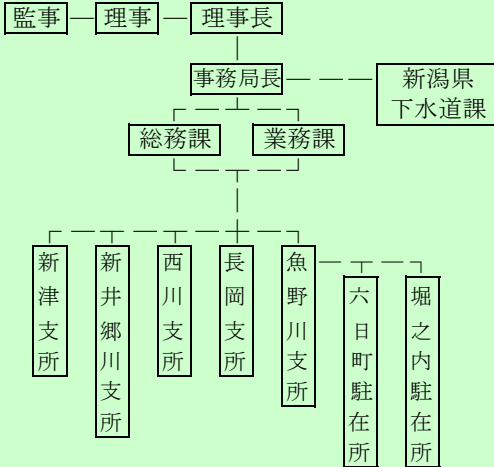 監事
理事
理事長
事務局長
新潟県
下水道課
総務課
業務課
新津支所
新井郷川支所
西川支所
長岡支所
魚野川支所
六日町駐在所
堀之内駐在所